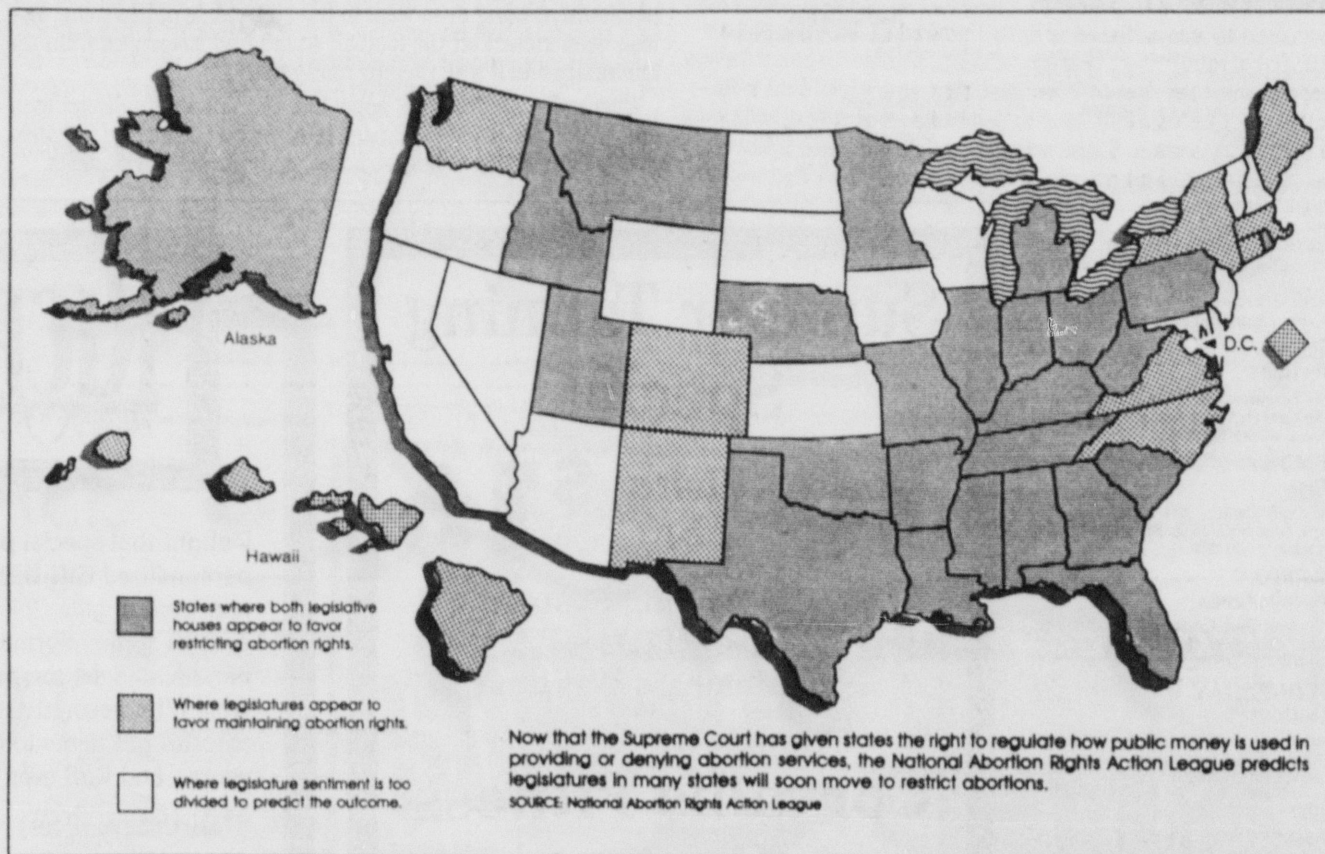 Alaska
D.C.
Hawaii
States where both legislative
houses appear to favor
restricting abortion rights.
Where legislatures appear to
favor maintaining abortion rights.
Where legislature sentiment is too
divided to predict the outcome.
Now that the Supreme Court has given states the right to regulate how public money is used in
providing or denying abortion services, the National Abortion Rights Action League predicts
legislatures in many states will soon move to restrict abortions.
SOURCE: National Abortion Rights Action League